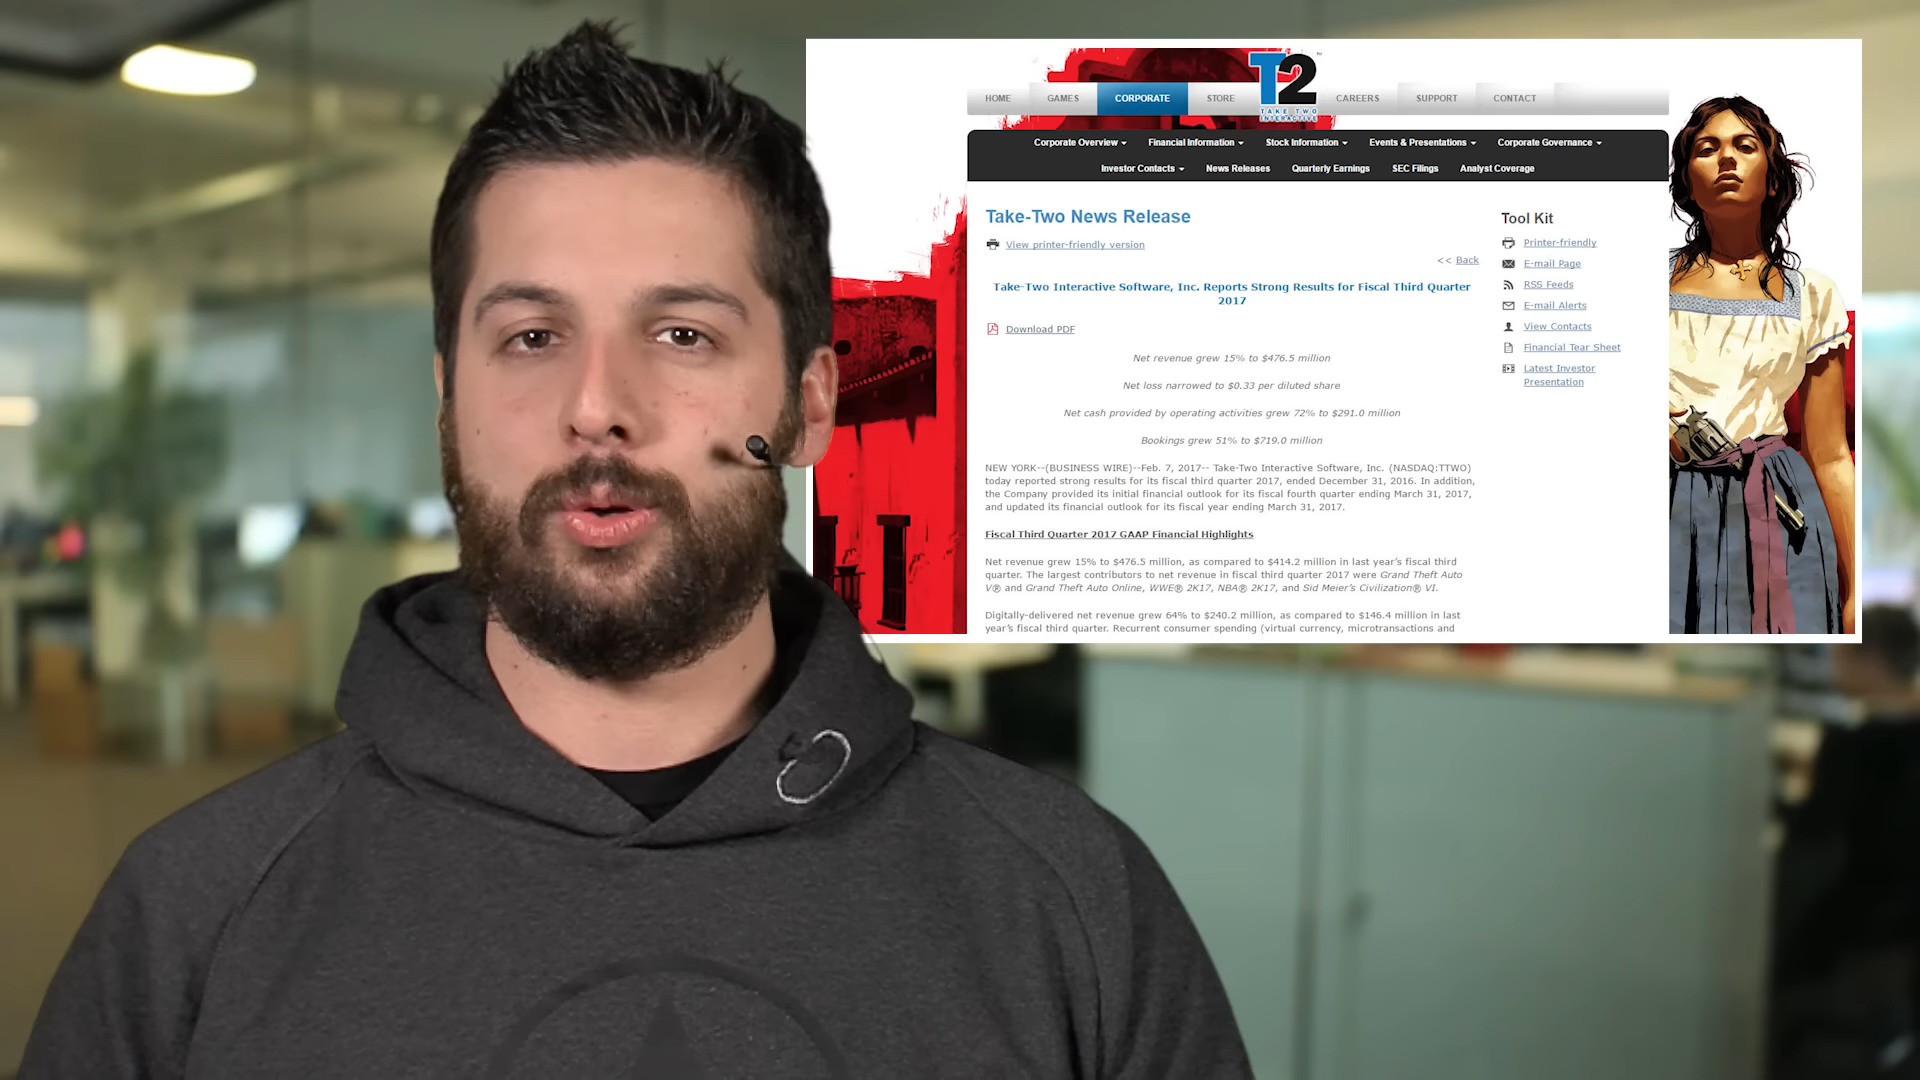 T2
TAKE TWO
INTERACTIVE
HOME GAMES CORPORATE STORE CAREERS SUPPORT CONTACT
Corporate Overview Financial Information Stock Information Events & Presentations Corporate Governance
Investor Contacts News Releases Quarterly Earnings SEC Filings Analyst Coverage
Take-Two News Release
View printer-friendly version
<< Back
Take-Two Interactive Software, Inc. Reports Strong Results for Fiscal Third Quarter
2017
Download PDF
Net revenue grew 15% to $476.5 million
Net loss narrowed to $0.33 per diluted share
Net cash provided by operating activities grew 72% to $291.0 million
Bookings grew 51% to $719.0 million
NEW YORK--(BUSINESS WIRE)--Feb. 7, 2017-- Take-Two Interactive Software, Inc. (NASDAQ:TTWO)
today reported strong results for its fiscal third quarter 2017, ended December 31, 2016. In addition,
the Company provided its initial financial outlook for its fiscal fourth quarter ending March 31, 2017,
and updated its financial outlook for its fiscal year ending March 31, 2017.
Fiscal Third Quarter 2017 GAAP Financial Highlights
Net revenue grew 15% to $476.5 million, as compared to $414.2 million in last year's fiscal third
quarter. The largest contributors to net revenue in fiscal third quarter 2017 were Grand Theft Auto
V® and Grand Theft Auto Online, WWE® 2K17, NBA® 2K17, and Sid Meier's Civilization® VI.
Digitally-delivered net revenue grew 64% to $240.2 million, as compared to $146.4 million in last
year's fiscal third quarter. Recurrent consumer spending (virtual currency, microtransactions and
Tool Kit
Printer-friendly
E-mail Page
RSS Feeds
E-mail Alerts
View Contacts
Financial Tear Sheet
Latest Investor
Presentation